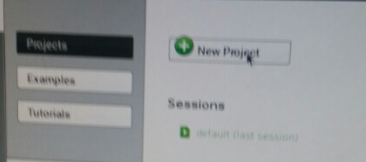 Projects
New Project
Examples
Tutorials
Sessions
default (last session)